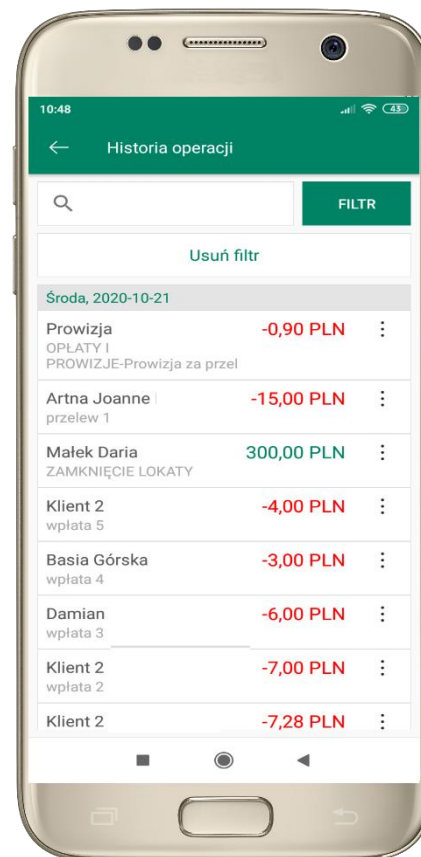 10:48
43
Historia operacji
FILTR
Usuń filtr
Środa, 2020-10-21
Prowizja -0,90 PLN
OPŁATY I
PROWIZJE-Prowizja za przel
Artna Joanne -15,00 PLN
przelew 1
Małek Daria 300,00 PLN
ZAMKNIĘCIE LOKATY
Klient 2 -4,00 PLN
wpłata 5
Basia Górska -3,00 PLN
wpłata 4
Damian -6,00 PLN
wpłata 3
Klient 2 -7,00 PLN
wpłata 2
Klient 2 -7,28 PLN